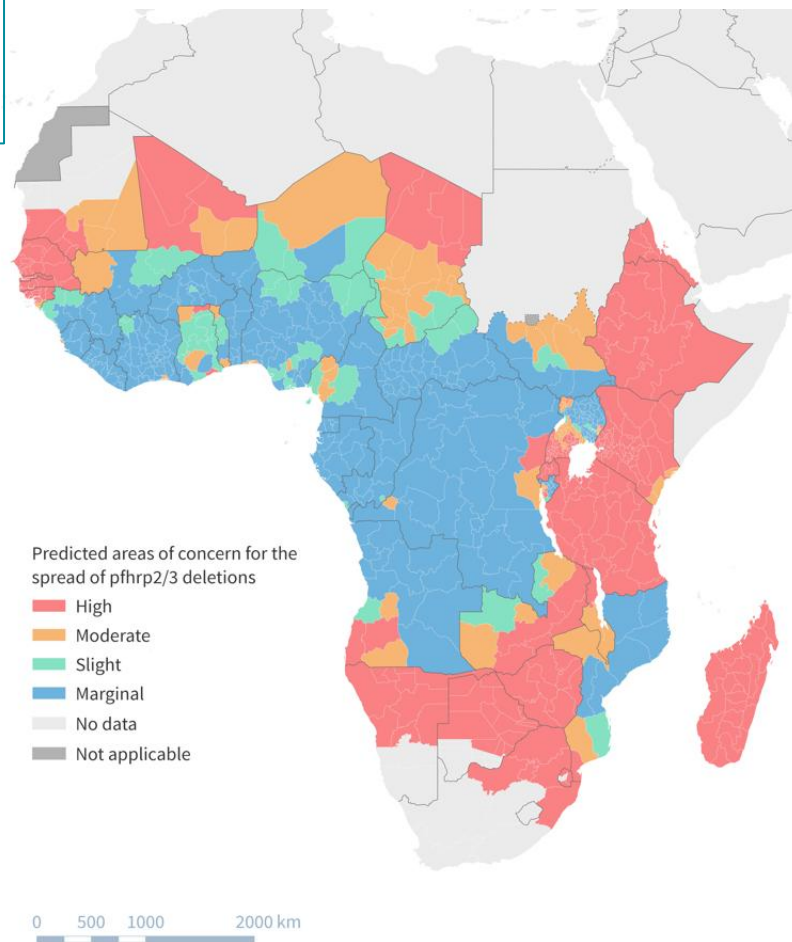 Predicted areas of concern for the
spread of pfhrp2/3 deletions
High
Moderate
Slight
Marginal
No data
Not applicable
0 500 1000 2000 km